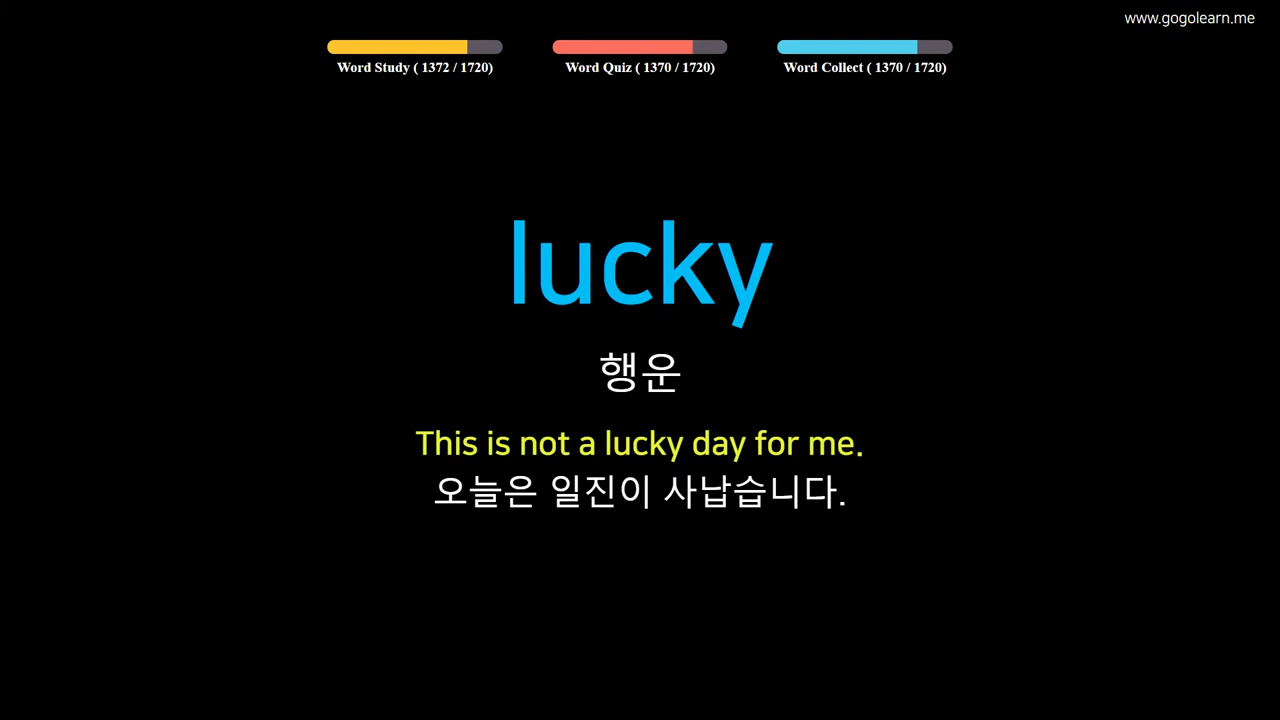 www.gogolearn.me
Word Study ( 1372 / 1720)
Word Quiz ( 1370 / 1720)
Word Collect ( 1370 / 1720)
lucky
행운
This is not a lucky day for me.
오늘은 일진이 사납습니다.